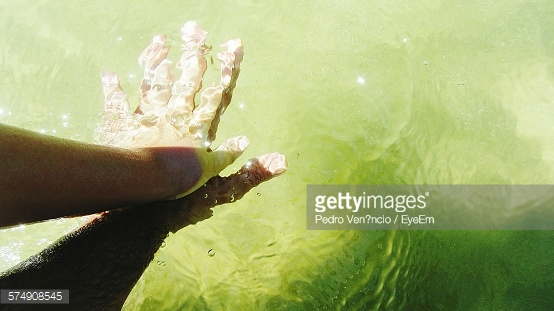 gettyimages
Pedro Ven?ncio / EyeEm
574908545